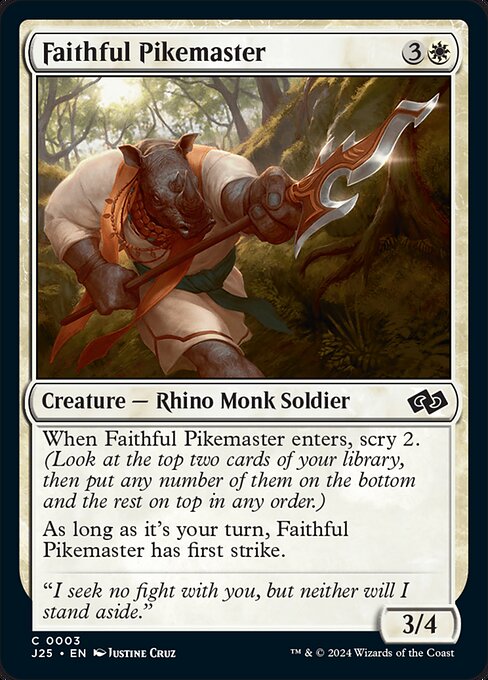 Faithful Pikemaster 3
Creature — Rhino Monk Soldier
When Faithful Pikemaster enters, scry 2.
(Look at the top two cards of your library,
then put any number of them on the bottom
and the rest on top in any order.)
As long as it's your turn, Faithful
Pikemaster has first strike.
“I seek no fight with you, but neither will I
stand aside.”
3/4
C 0003
J25 • EN Justine Cruz
™ & © 2024 Wizards of the Coast